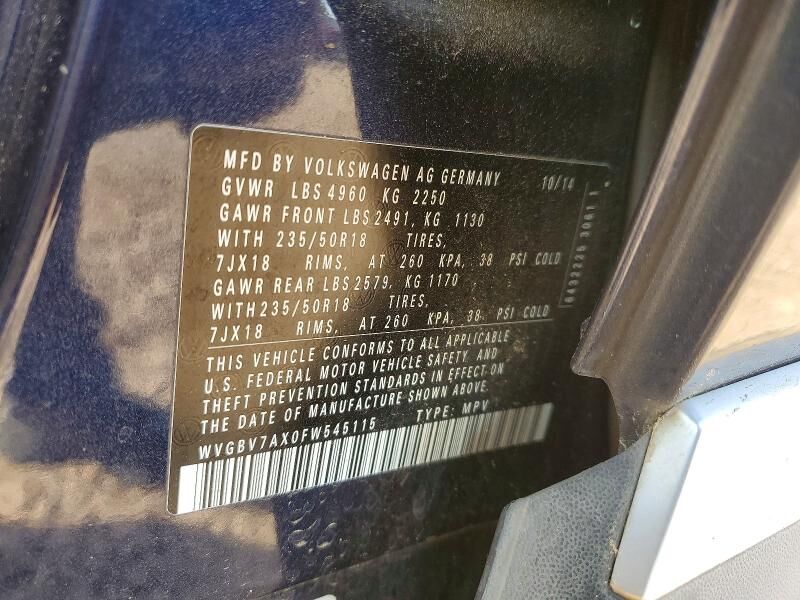 MFD BY VOLKSWAGEN AG GERMANY 10/14
GVWR LBS 4960 KG 2250
GAWR FRONT LBS 2491, KG 1130
WITH 235/50R18 TIRES,
7JX18 RIMS, AT 260 KPA, 38 PSI COLD
GAWR REAR LBS 2579, KG 1170
WITH 235/50R18 TIRES,
7JX18 RIMS, AT 260 KPA, 38 PSI COLD
THIS VEHICLE CONFORMS TO ALL APPLICABLE
U.S. FEDERAL MOTOR VEHICLE SAFETY AND
THEFT PREVENTION STANDARDS IN EFFECT ON
THE DATE OF MANUFACTURE SHOWN ABOVE.
WVGBV7AX0FW545115 TYPE: MPV